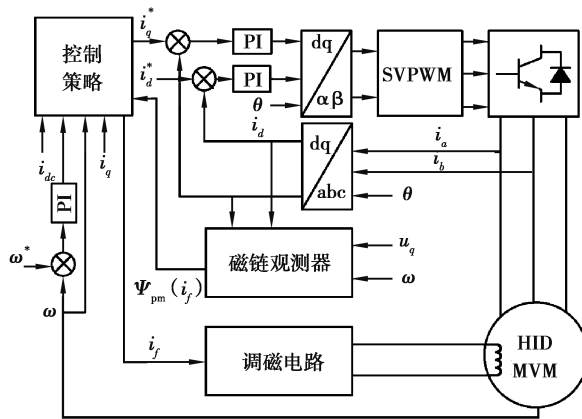 控制
策略
i_q^*
PI
dq
αβ
SVPWM
i_d^*
PI
θ
i_d
dq
abc
i_a
i_b
θ
i_dc
i_q
PI
ω^*
ω
磁链观测器
u_q
ω
Ψ_pm(i_f)
i_f
调磁电路
HID
MVM